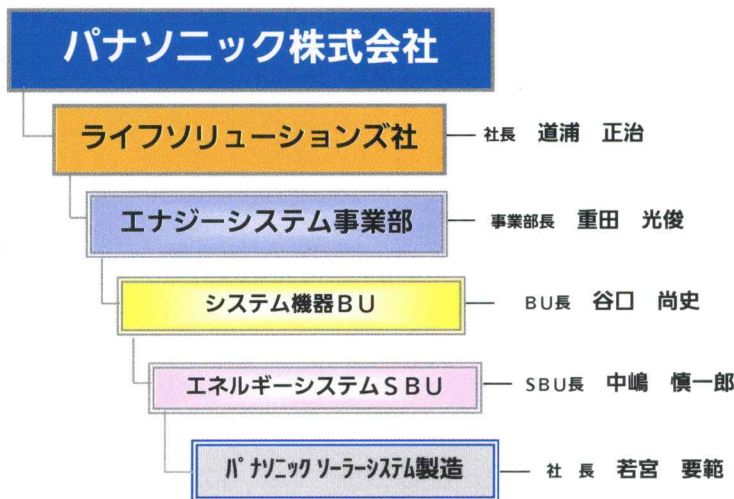 パナソニック株式会社
ライフソリューションズ社 社長 道浦 正治
エナジーシステム事業部 事業部長 重田 光俊
システム機器BU BU長 谷口 尚史
エネルギーシステムSBU SBU長 中嶋 慎一郎
パナソニック ソーラーシステム製造 社 長 若宮 要範